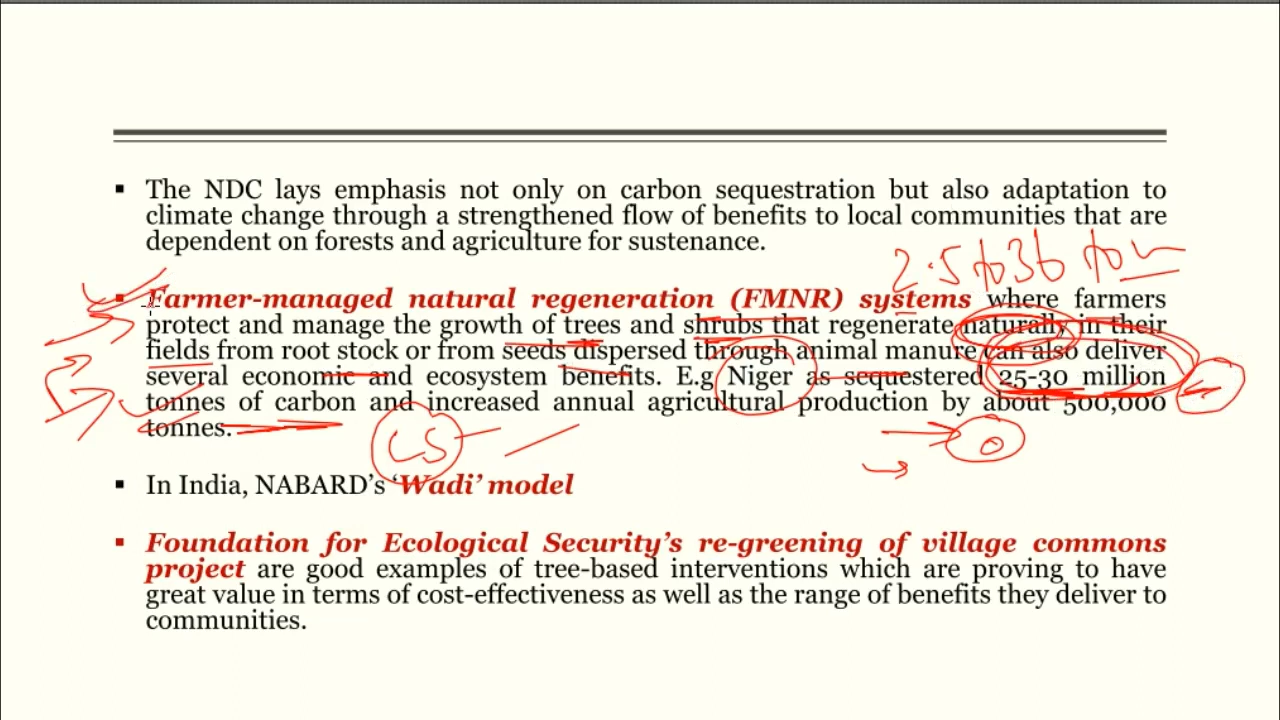 ▪ The NDC lays emphasis not only on carbon sequestration but also adaptation to
climate change through a strengthened flow of benefits to local communities that are
dependent on forests and agriculture for sustenance.
2.5 to 36 ton
▪ Farmer-managed natural regeneration (FMNR) systems where farmers
protect and manage the growth of trees and shrubs that regenerate naturally in their
fields from root stock or from seeds dispersed through animal manure can also deliver
several economic and ecosystem benefits. E.g Niger as sequestered 25-30 million
tonnes of carbon and increased annual agricultural production by about 500,000
tonnes.
CS
▪ In India, NABARD’s ‘Wadi’ model
▪ Foundation for Ecological Security’s re-greening of village commons
project are good examples of tree-based interventions which are proving to have
great value in terms of cost-effectiveness as well as the range of benefits they deliver to
communities.